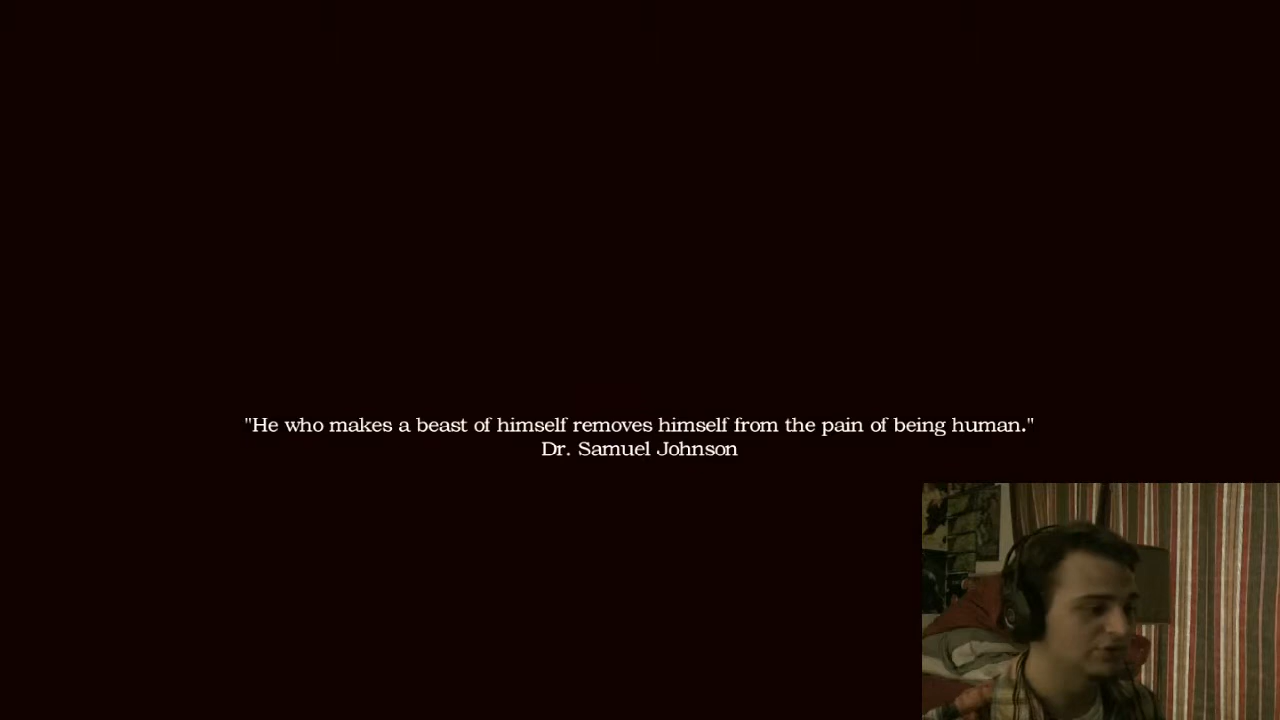 "He who makes a beast of himself removes himself from the pain of being human."
Dr. Samuel Johnson